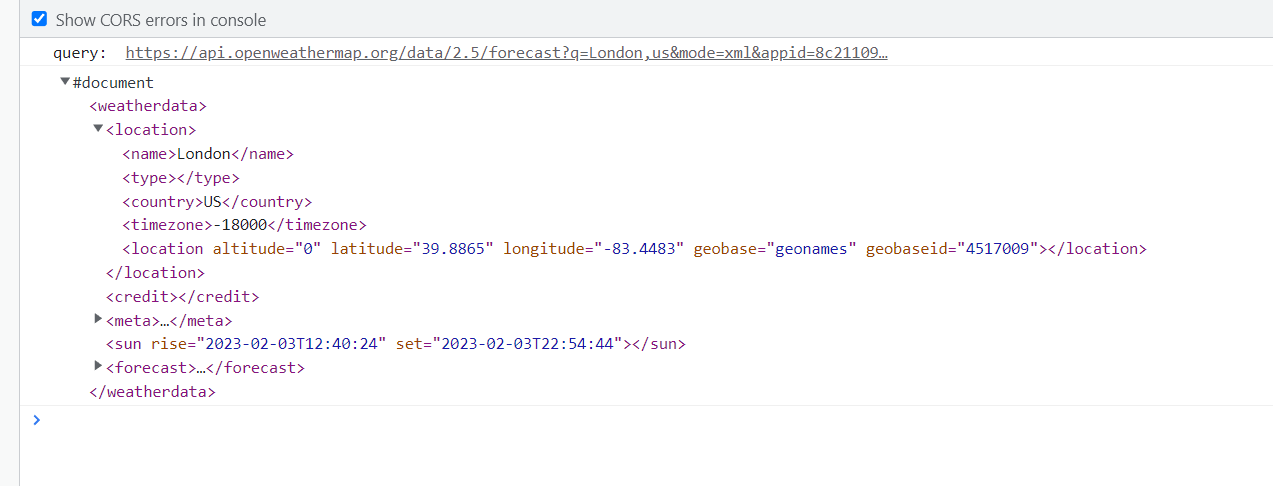 Show CORS errors in console
query: https://api.openweathermap.org/data/2.5/forecast?q=London,us&mode=xml&appid=8c21109…
#document
<weatherdata>
<location>
<name>London</name>
<type></type>
<country>US</country>
<timezone>-18000</timezone>
<location altitude="0" latitude="39.8865" longitude="-83.4483" geobase="geonames" geobaseid="4517009"></location>
</location>
<credit></credit>
<meta>…</meta>
<sun rise="2023-02-03T12:40:24" set="2023-02-03T22:54:44"></sun>
<forecast>…</forecast>
</weatherdata>